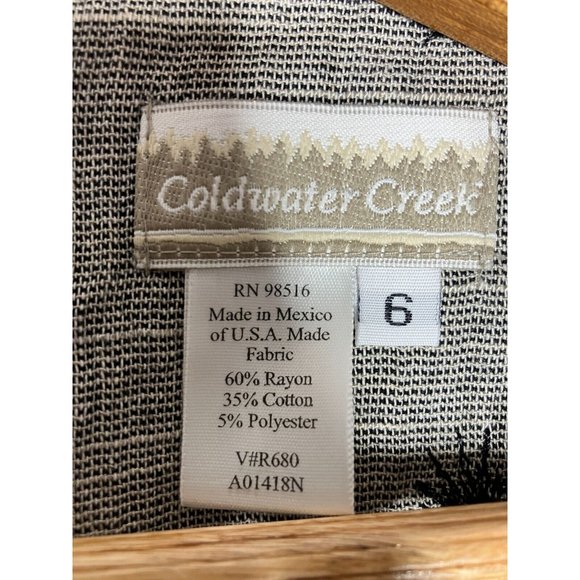 Coldwater Creek
RN 98516
Made in Mexico
of U.S.A. Made
Fabric
60% Rayon
35% Cotton
5% Polyester
V#R680
A01418N
6